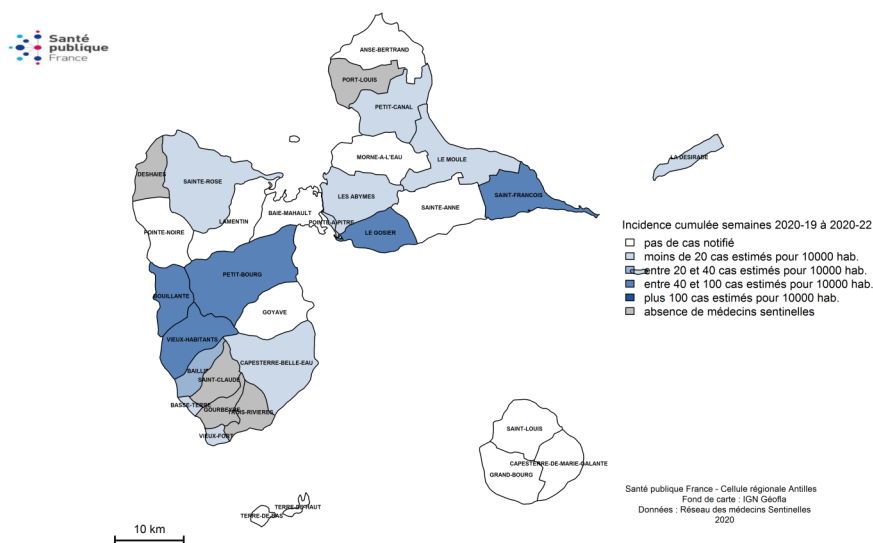 Santé
publique
France
ANSE-BERTRAND
PORT-LOUIS
PETIT-CANAL
MORNE-A-L'EAU
LE MOULE
LA DESIRADE
DESHAIES
SAINTE-ROSE
LES ABYMES
SAINT-FRANCOIS
SAINTE-ANNE
BAIE-MAHAULT
LAMENTIN
POINTE-A-PITRE
POINTE-NOIRE
LE GOSIER
PETIT-BOURG
BOUILLANTE
GOYAVE
VIEUX-HABITANTS
CAPESTERRE-BELLE-EAU
BAILLIF
SAINT-CLAUDE
BASSE-TERRE
GOURBEYRE
TROIS-RIVIERES
VIEUX-FORT
TERRE-DE-HAUT
TERRE-DE-BAS
SAINT-LOUIS
CAPESTERRE-DE-MARIE-GALANTE
GRAND-BOURG
Incidence cumulée semaines 2020-19 à 2020-22
pas de cas notifié
moins de 20 cas estimés pour 10000 hab.
entre 20 et 40 cas estimés pour 10000 hab.
entre 40 et 100 cas estimés pour 10000 hab.
plus 100 cas estimés pour 10000 hab.
absence de médecins sentinelles
Santé publique France - Cellule régionale Antilles
Fond de carte : IGN Géofla
Données : Réseau des médecins Sentinelles
2020
10 km